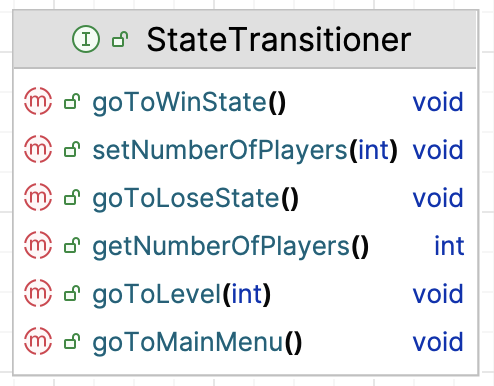 I StateTransitioner
m goToWinState() void
m setNumberOfPlayers(int) void
m goToLoseState() void
m getNumberOfPlayers() int
m goToLevel(int) void
m goToMainMenu() void